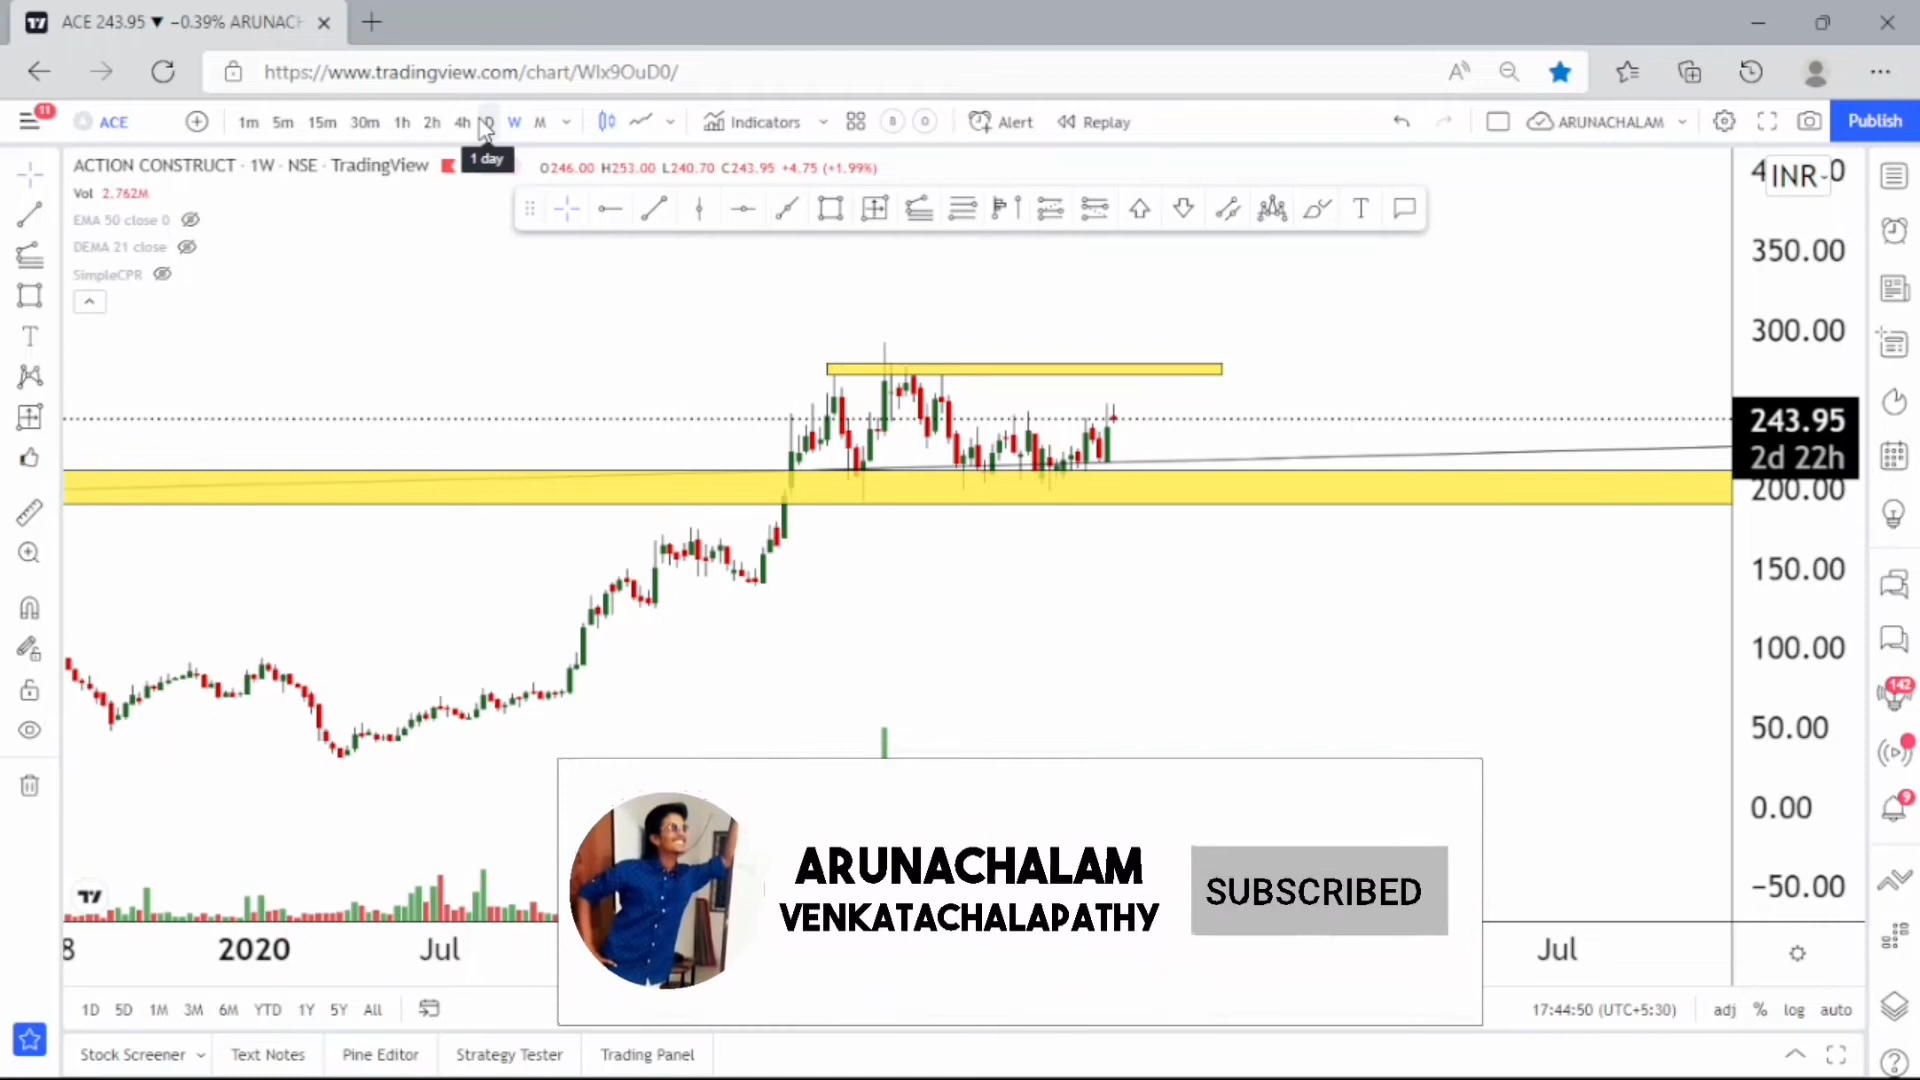 ACE 243.95 ▼ −0.39% ARUNACH
https://www.tradingview.com/chart/WIx9OuD0/
11
ACE
1m 5m 15m 30m 1h 2h 4h D W M
Indicators
B
O
Alert
Replay
ARUNACHALAM
Publish
1 day
ACTION CONSTRUCT · 1W · NSE · TradingView
O246.00 H253.00 L240.70 C243.95 +4.75 (+1.99%)
Vol 2.762M
EMA 50 close 0
DEMA 21 close
SimpleCPR
INR
350.00
300.00
243.95
2d 22h
200.00
150.00
100.00
50.00
0.00
−50.00
142
9
ARUNACHALAM
VENKATACHALAPATHY
SUBSCRIBED
8 2020 Jul Jul
1D 5D 1M 3M 6M YTD 1Y 5Y All
17:44:50 (UTC+5:30) adj % log auto
Stock Screener Text Notes Pine Editor Strategy Tester Trading Panel